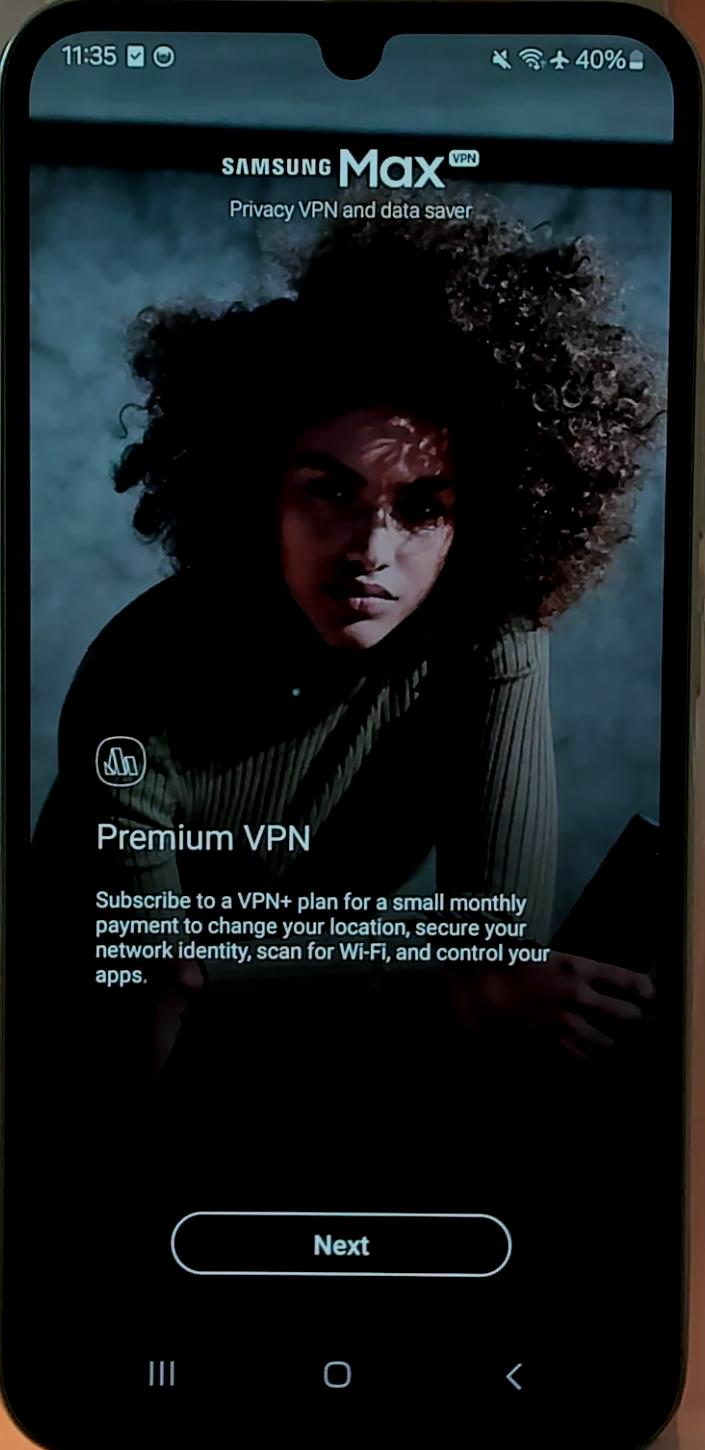 11:35
40%
SAMSUNG Max VPN
Privacy VPN and data saver
Premium VPN
Subscribe to a VPN+ plan for a small monthly
payment to change your location, secure your
network identity, scan for Wi-Fi, and control your
apps.
Next